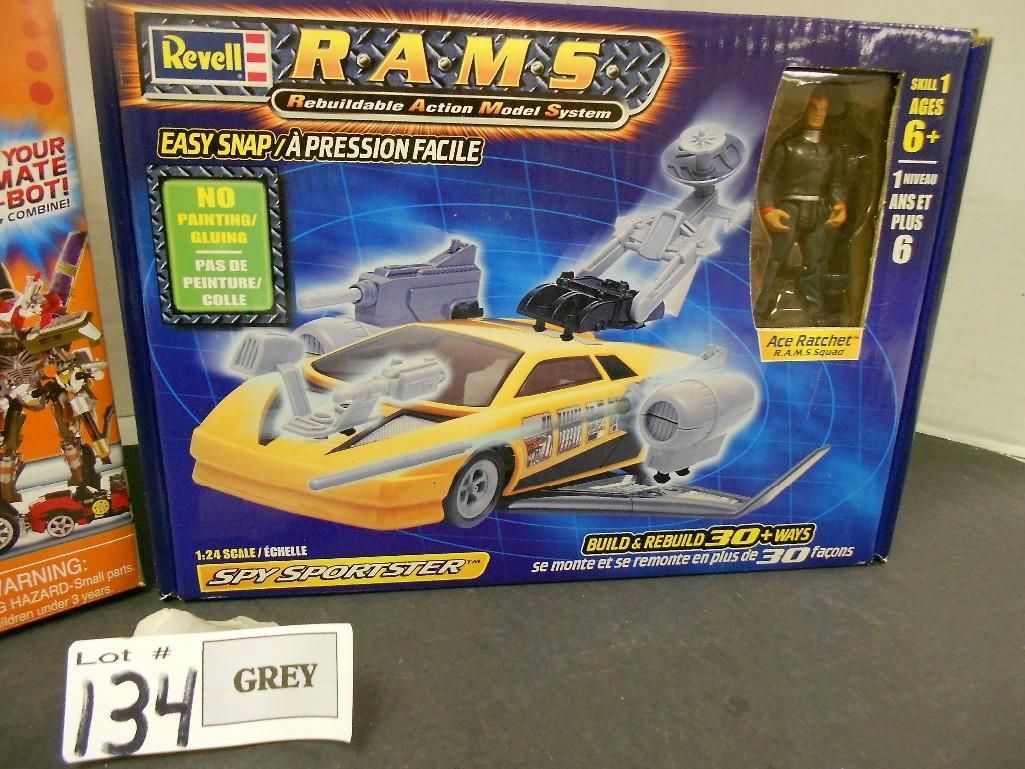 Revell
R.A.M.S.
Rebuildable Action Model System
EASY SNAP/À PRESSION FACILE
NO
PAINTING/
GLUING
PAS DE
PEINTURE/
COLLE
SKILL 1
AGES
6+
1 NIVEAU
ANS ET
PLUS
6
Ace Ratchet™
R.A.M.S Squad
BUILD & REBUILD 30+ WAYS
se monte et se remonte en plus de 30 façons
1:24 SCALE / ÉCHELLE
SPY SPORTSTER™
YOUR
MATE
-BOT!
COMBINE!
WARNING:
G HAZARD-Small parts.
ildren under 3 years.
Lot #
134
GREY